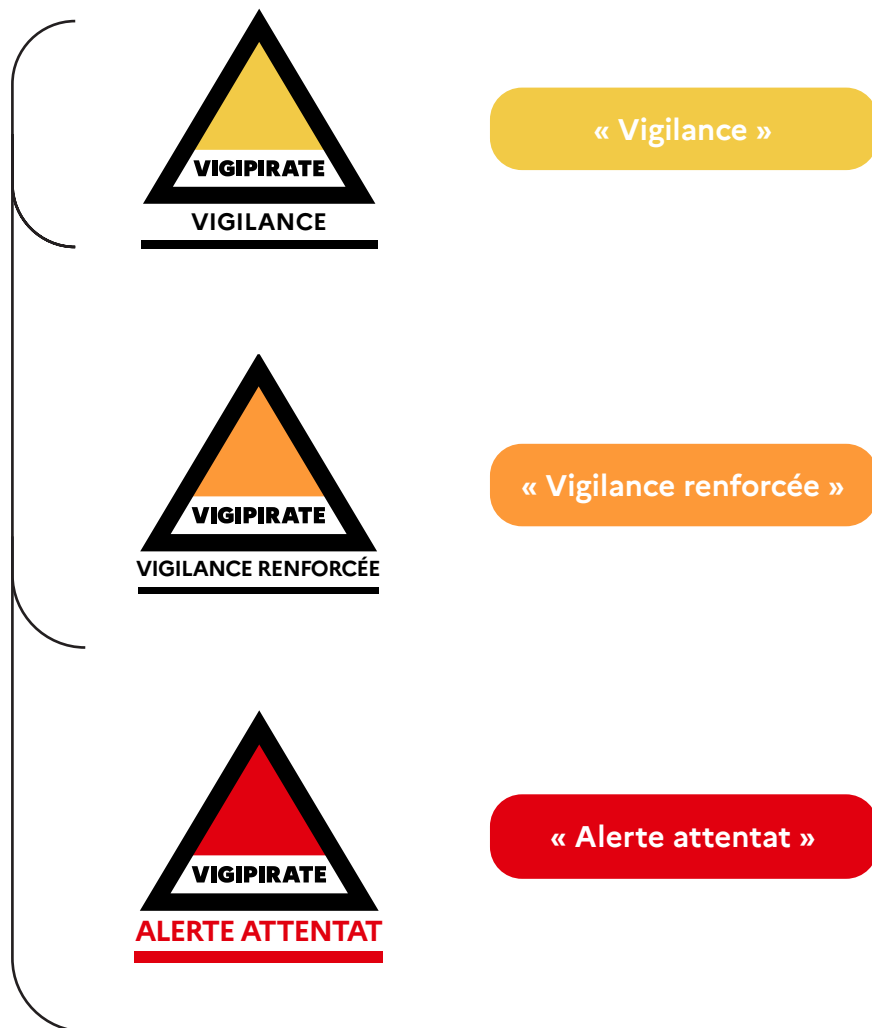 VIGIPIRATE
VIGILANCE
« Vigilance »
VIGIPIRATE
VIGILANCE RENFORCÉE
« Vigilance renforcée »
VIGIPIRATE
ALERTE ATTENTAT
« Alerte attentat »